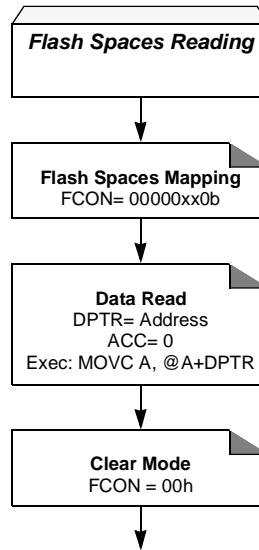 Flash Spaces Reading
Flash Spaces Mapping
FCON= 00000xx0b
Data Read
DPTR= Address
ACC= 0
Exec: MOVC A, @A+DPTR
Clear Mode
FCON = 00h